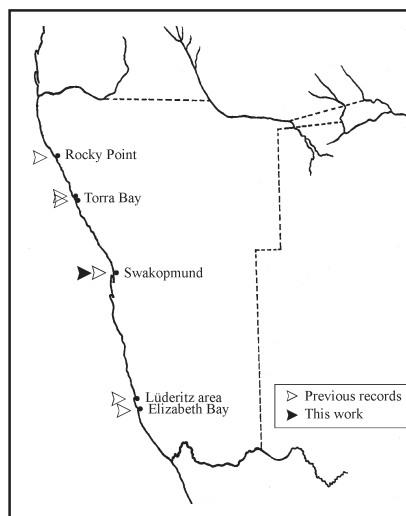 Rocky Point
Torra Bay
Swakopmund
Lüderitz area
Elizabeth Bay
Previous records
This work